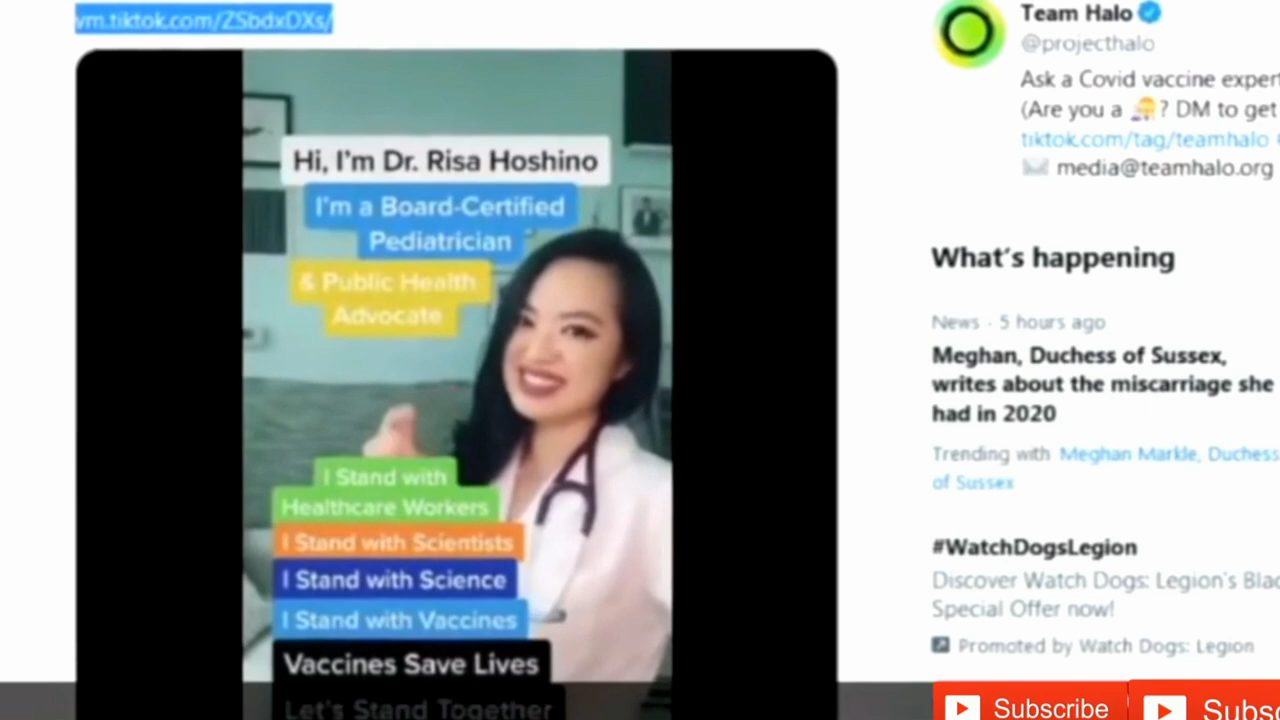 vm.tiktok.com/ZSbdxDXs/
Hi, I'm Dr. Risa Hoshino
I'm a Board-Certified
Pediatrician
& Public Health
Advocate
I Stand with
Healthcare Workers
I Stand with Scientists
I Stand with Science
I Stand with Vaccines
Vaccines Save Lives
Let's Stand Together
Team Halo
@projecthalo
Ask a Covid vaccine exper
(Are you a ? DM to get
tiktok.com/tag/teamhalo
media@teamhalo.org
What's happening
News · 5 hours ago
Meghan, Duchess of Sussex,
writes about the miscarriage she
had in 2020
Trending with Meghan Markle, Duchess
of Sussex
#WatchDogsLegion
Discover Watch Dogs: Legion's Blac
Special Offer now!
Promoted by Watch Dogs: Legion
Subscribe
Subsc